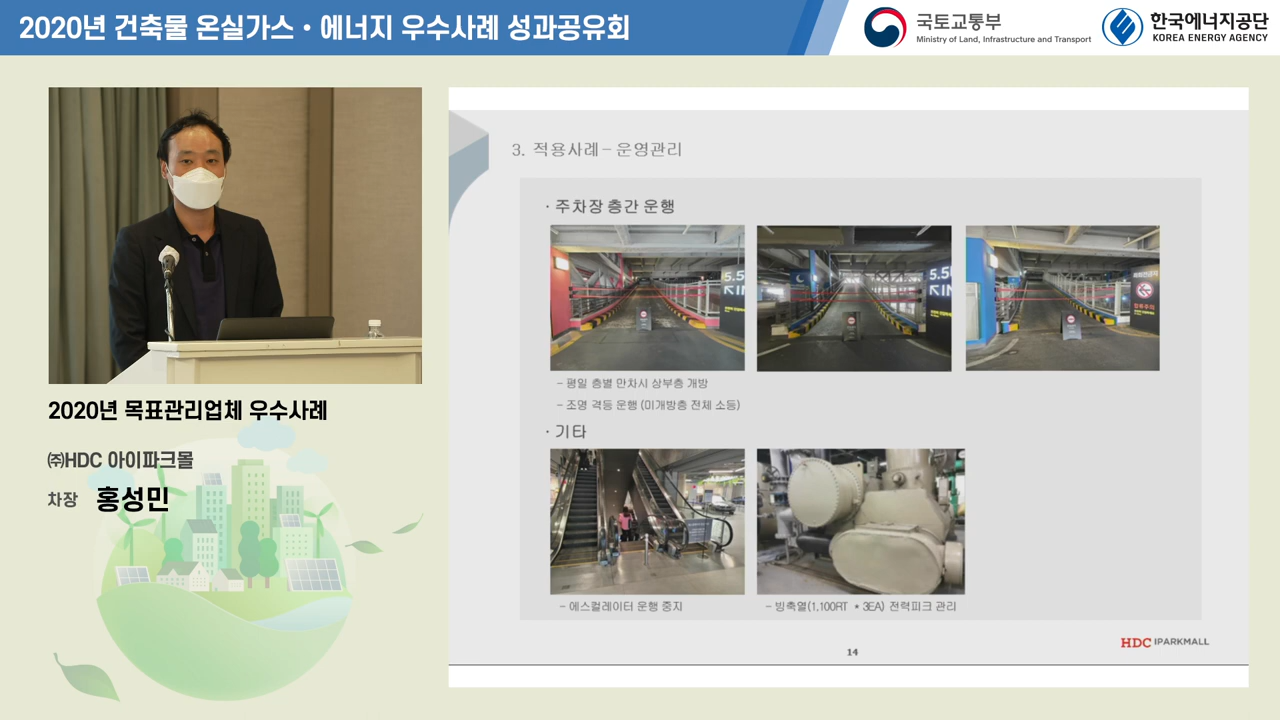 2020년 건축물 온실가스・에너지 우수사례 성과공유회
국토교통부
Ministry of Land, Infrastructure and Transport
한국에너지공단
KOREA ENERGY AGENCY
2020년 목표관리업체 우수사례
㈜HDC 아이파크몰
차장 홍성민
3. 적용사례 – 운영관리
· 주차장 층간 운행
5.5
IN
5.5
IN
– 평일 층별 만차시 상부층 개방
– 조명 격등 운행 (미개방층 전체 소등)
· 기타
– 에스컬레이터 운행 중지
– 빙축열(1,100RT * 3EA) 전력피크 관리
14
HDC IPARKMALL